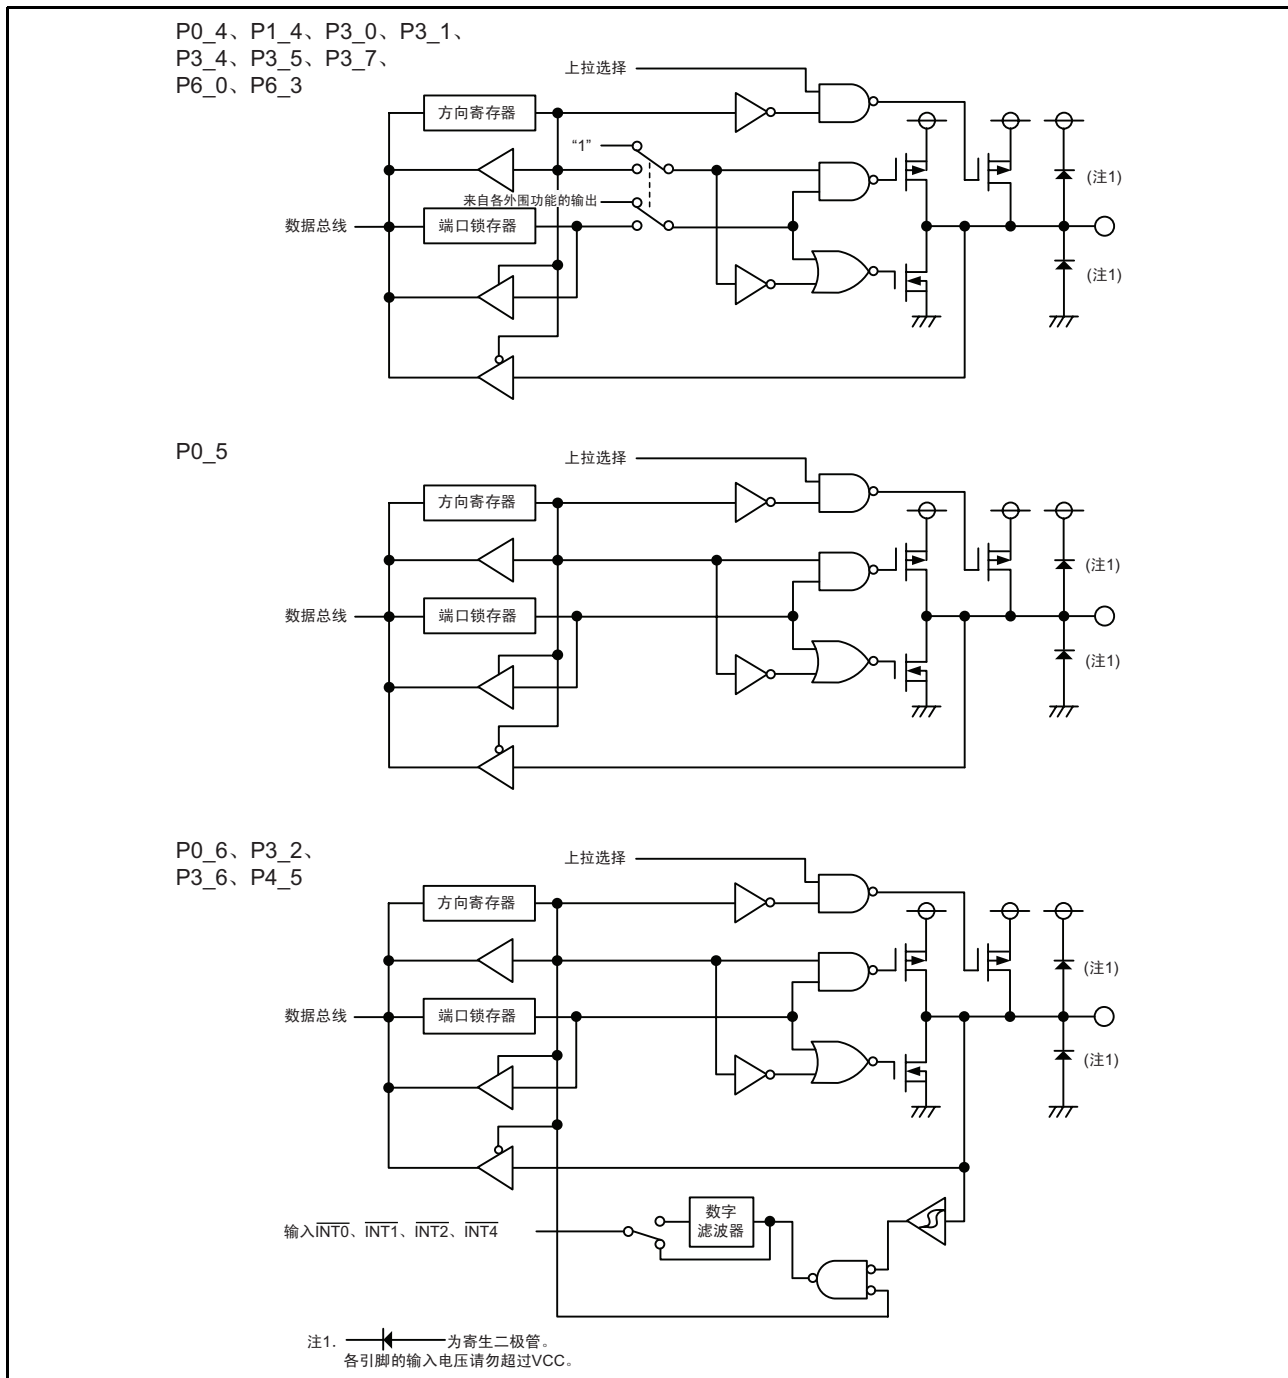 P0_4、P1_4、P3_0、P3_1、
P3_4、P3_5、P3_7、
P6_0、P6_3
上拉选择
方向寄存器
“1”
(注1)
来自各外围功能的输出
数据总线
端口锁存器
(注1)
P0_5
上拉选择
方向寄存器
(注1)
数据总线
端口锁存器
(注1)
P0_6、P3_2、
P3_6、P4_5
上拉选择
方向寄存器
(注1)
数据总线
端口锁存器
(注1)
数字
滤波器
输入INT0、INT1、INT2、INT4
注1. 为寄生二极管。
各引脚的输入电压请勿超过VCC。